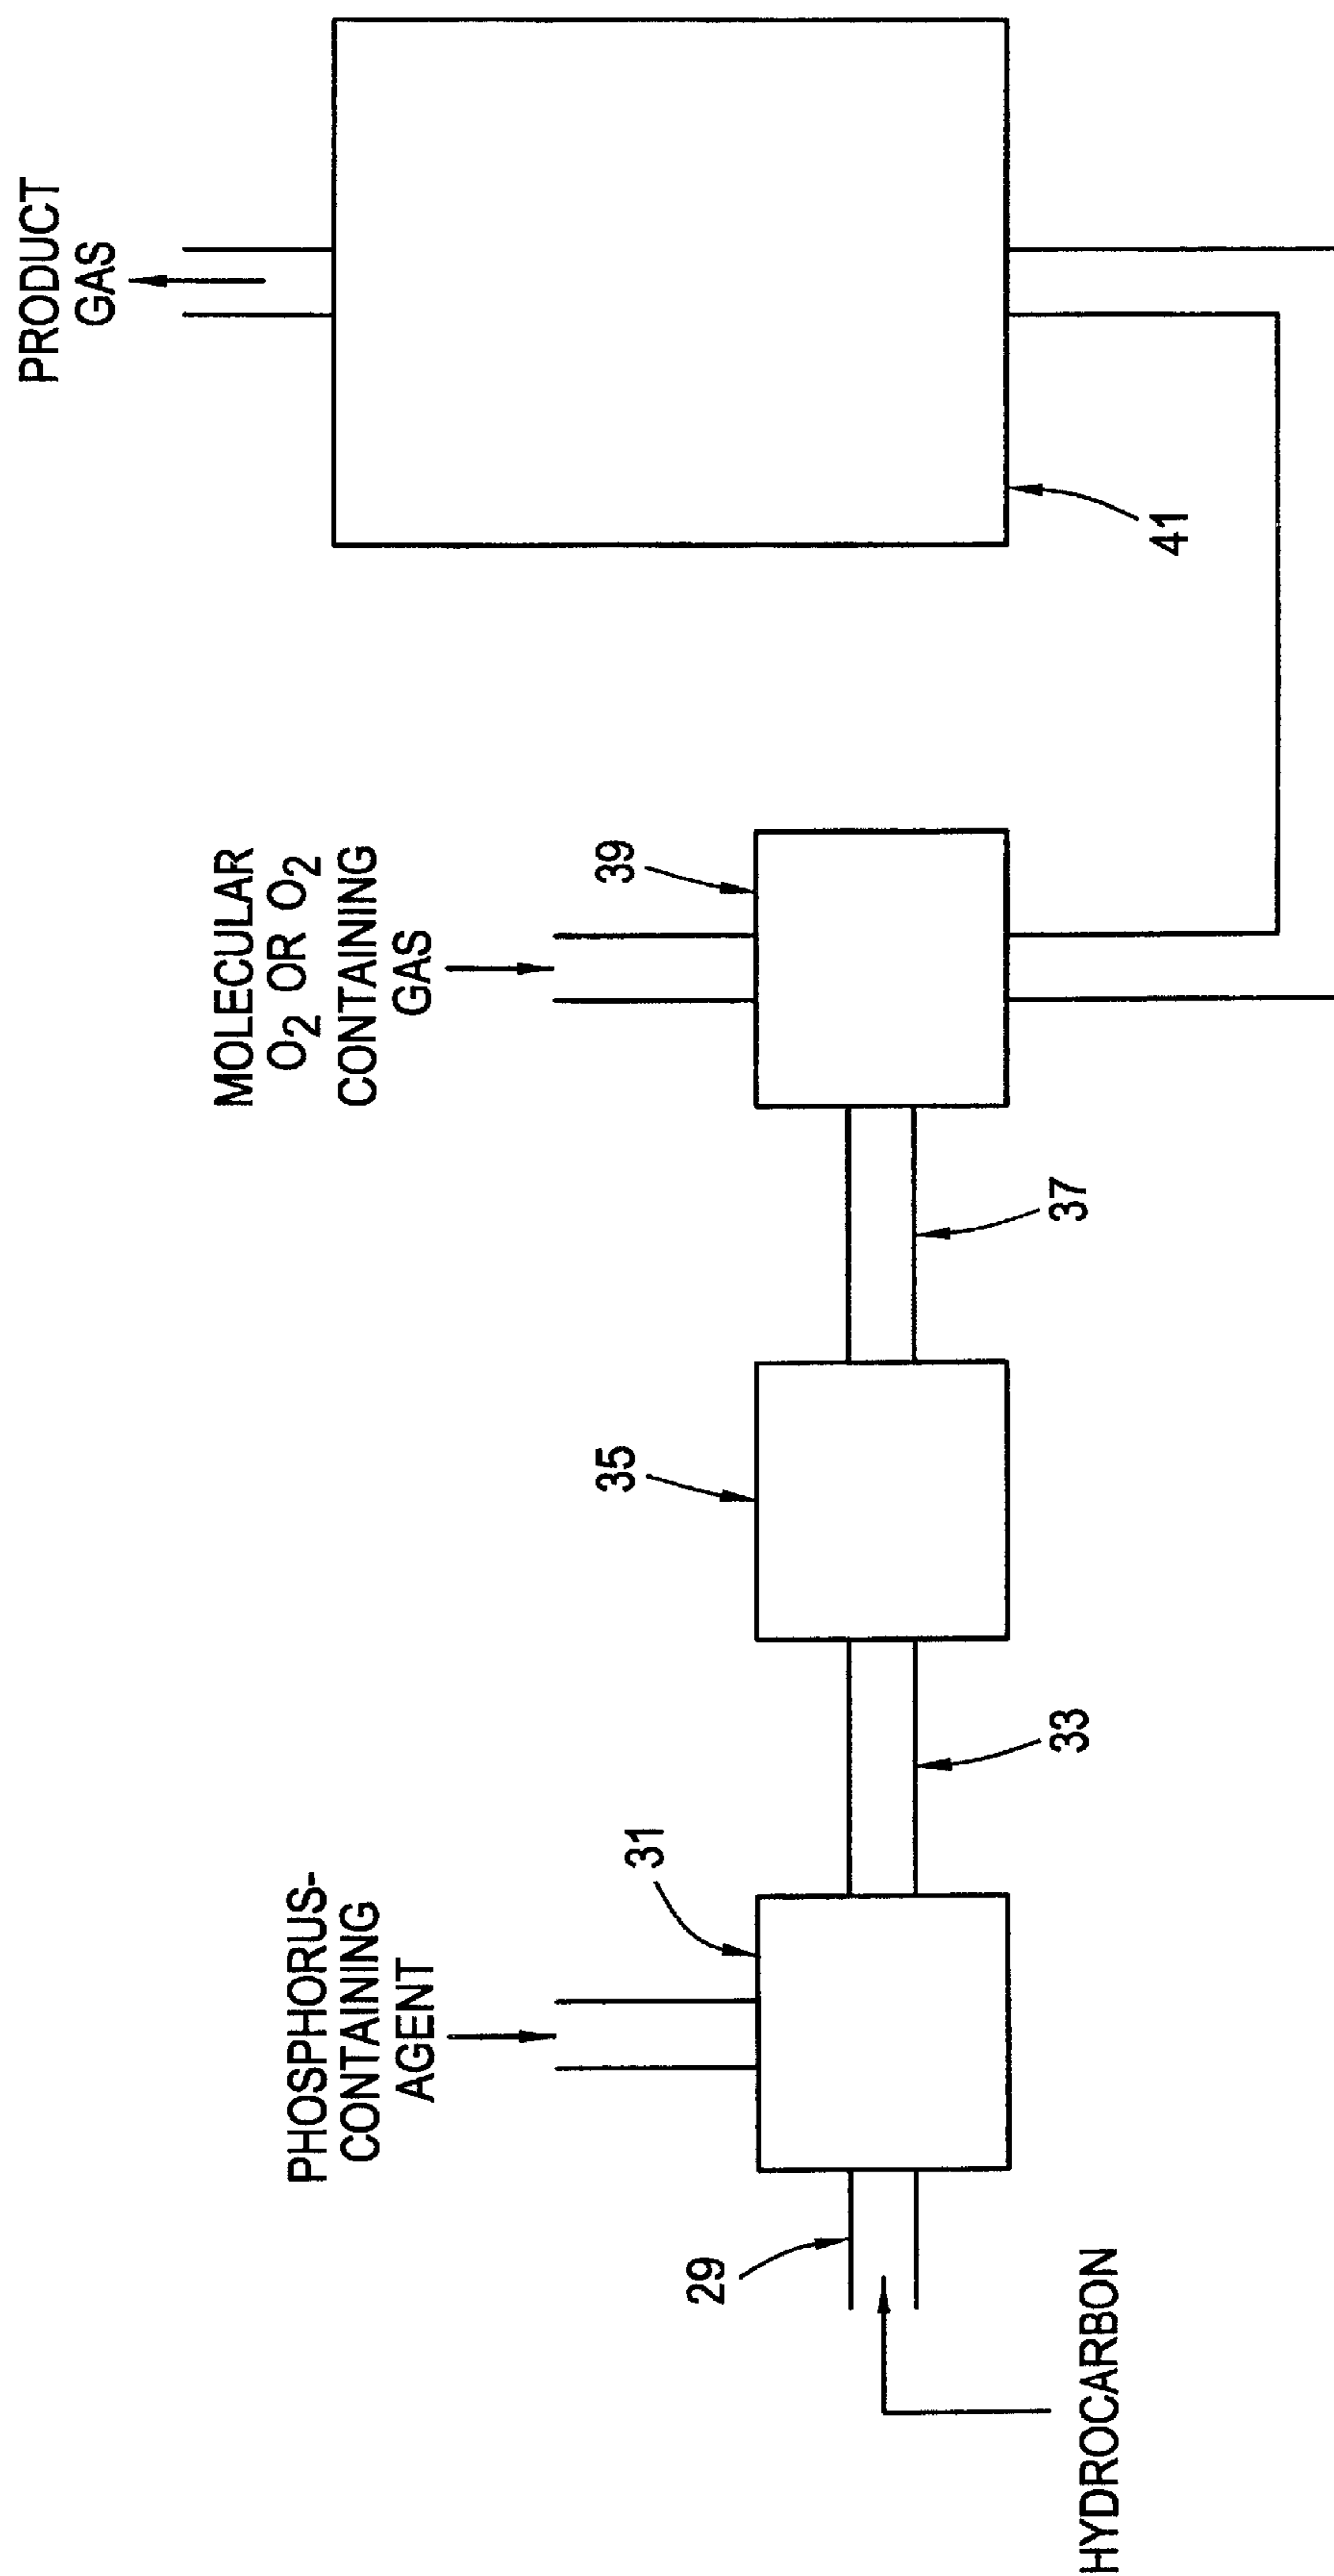 PRODUCT
GAS
MOLECULAR
O2 OR O2
CONTAINING
GAS
PHOSPHORUS-
CONTAINING
AGENT
HYDROCARBON
29
31
33
35
37
39
41